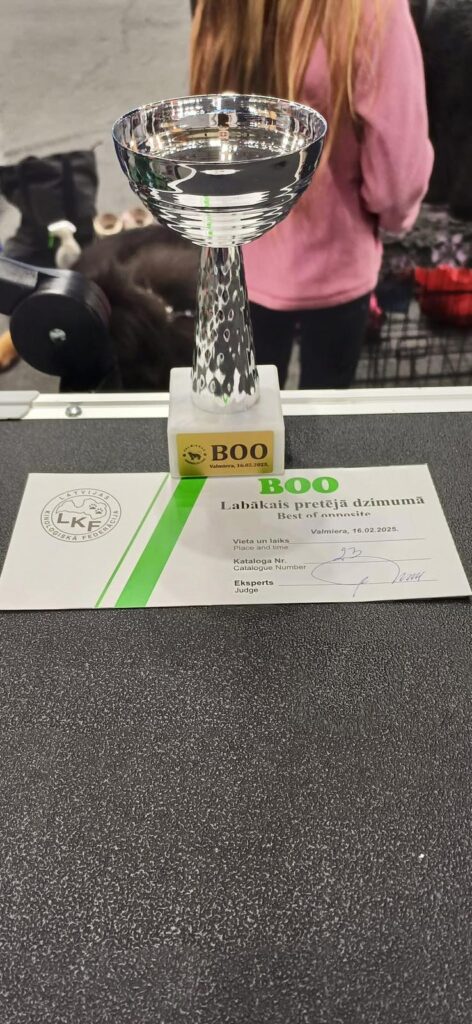 BOO
Valmiera, 16.02.2025.
BOO
Labākais pretējā dzimumā
Best of opposite
LATVIJAS
LKF
KINOLOĢISKĀ FEDERĀCIJA
Valmiera, 16.02.2025.
Vieta un laiks
Place and time
Kataloga Nr.
Catalogue Number
23
Eksperts
Judge